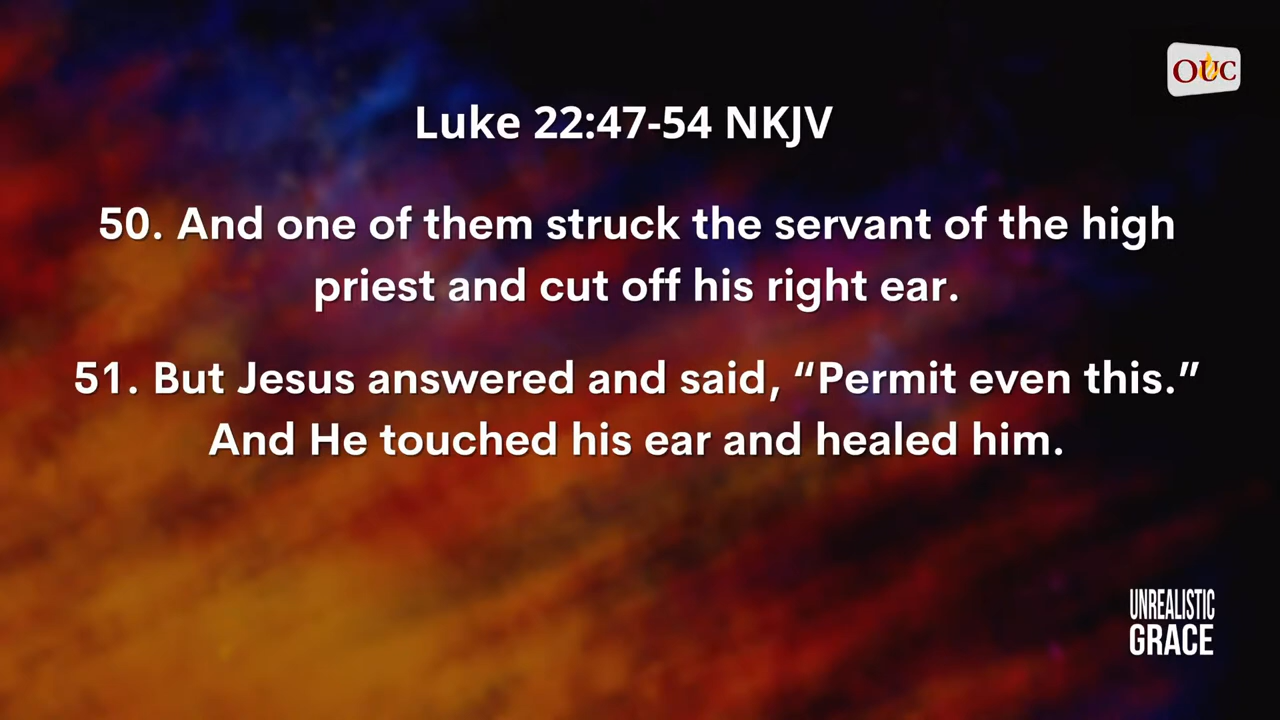 OUC
Luke 22:47-54 NKJV
50. And one of them struck the servant of the high
priest and cut off his right ear.
51. But Jesus answered and said, “Permit even this.”
And He touched his ear and healed him.
UNREALISTIC
GRACE